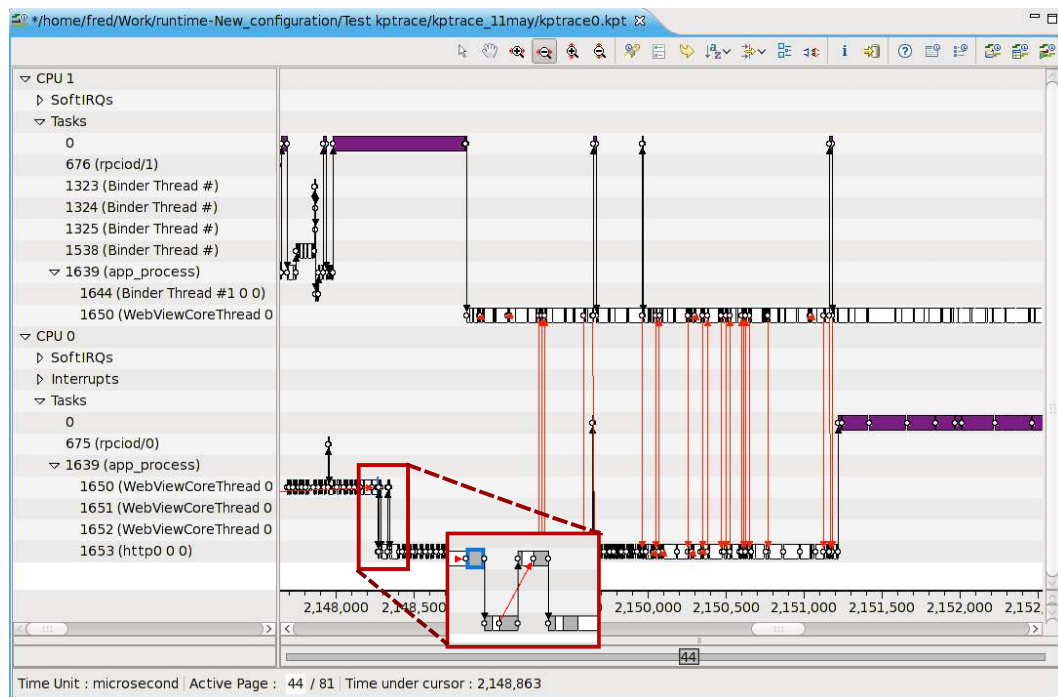 */home/fred/Work/runtime-New_configuration/Test kptrace/kptrace_11may/kptrace0.kpt
CPU 1
SoftIRQs
Tasks
0
676 (rpciod/1)
1323 (Binder Thread #)
1324 (Binder Thread #)
1325 (Binder Thread #)
1538 (Binder Thread #)
1639 (app_process)
1644 (Binder Thread #1 0 0)
1650 (WebViewCoreThread 0
CPU 0
SoftIRQs
Interrupts
Tasks
0
675 (rpciod/0)
1639 (app_process)
1650 (WebViewCoreThread 0
1651 (WebViewCoreThread 0
1652 (WebViewCoreThread 0
1653 (http0 0 0)
2,148,000 2,148,500 2,150,000 2,150,500 2,151,000 2,151,500 2,152,000 2,152,
44
Time Unit : microsecond Active Page : 44 / 81 Time under cursor : 2,148,863